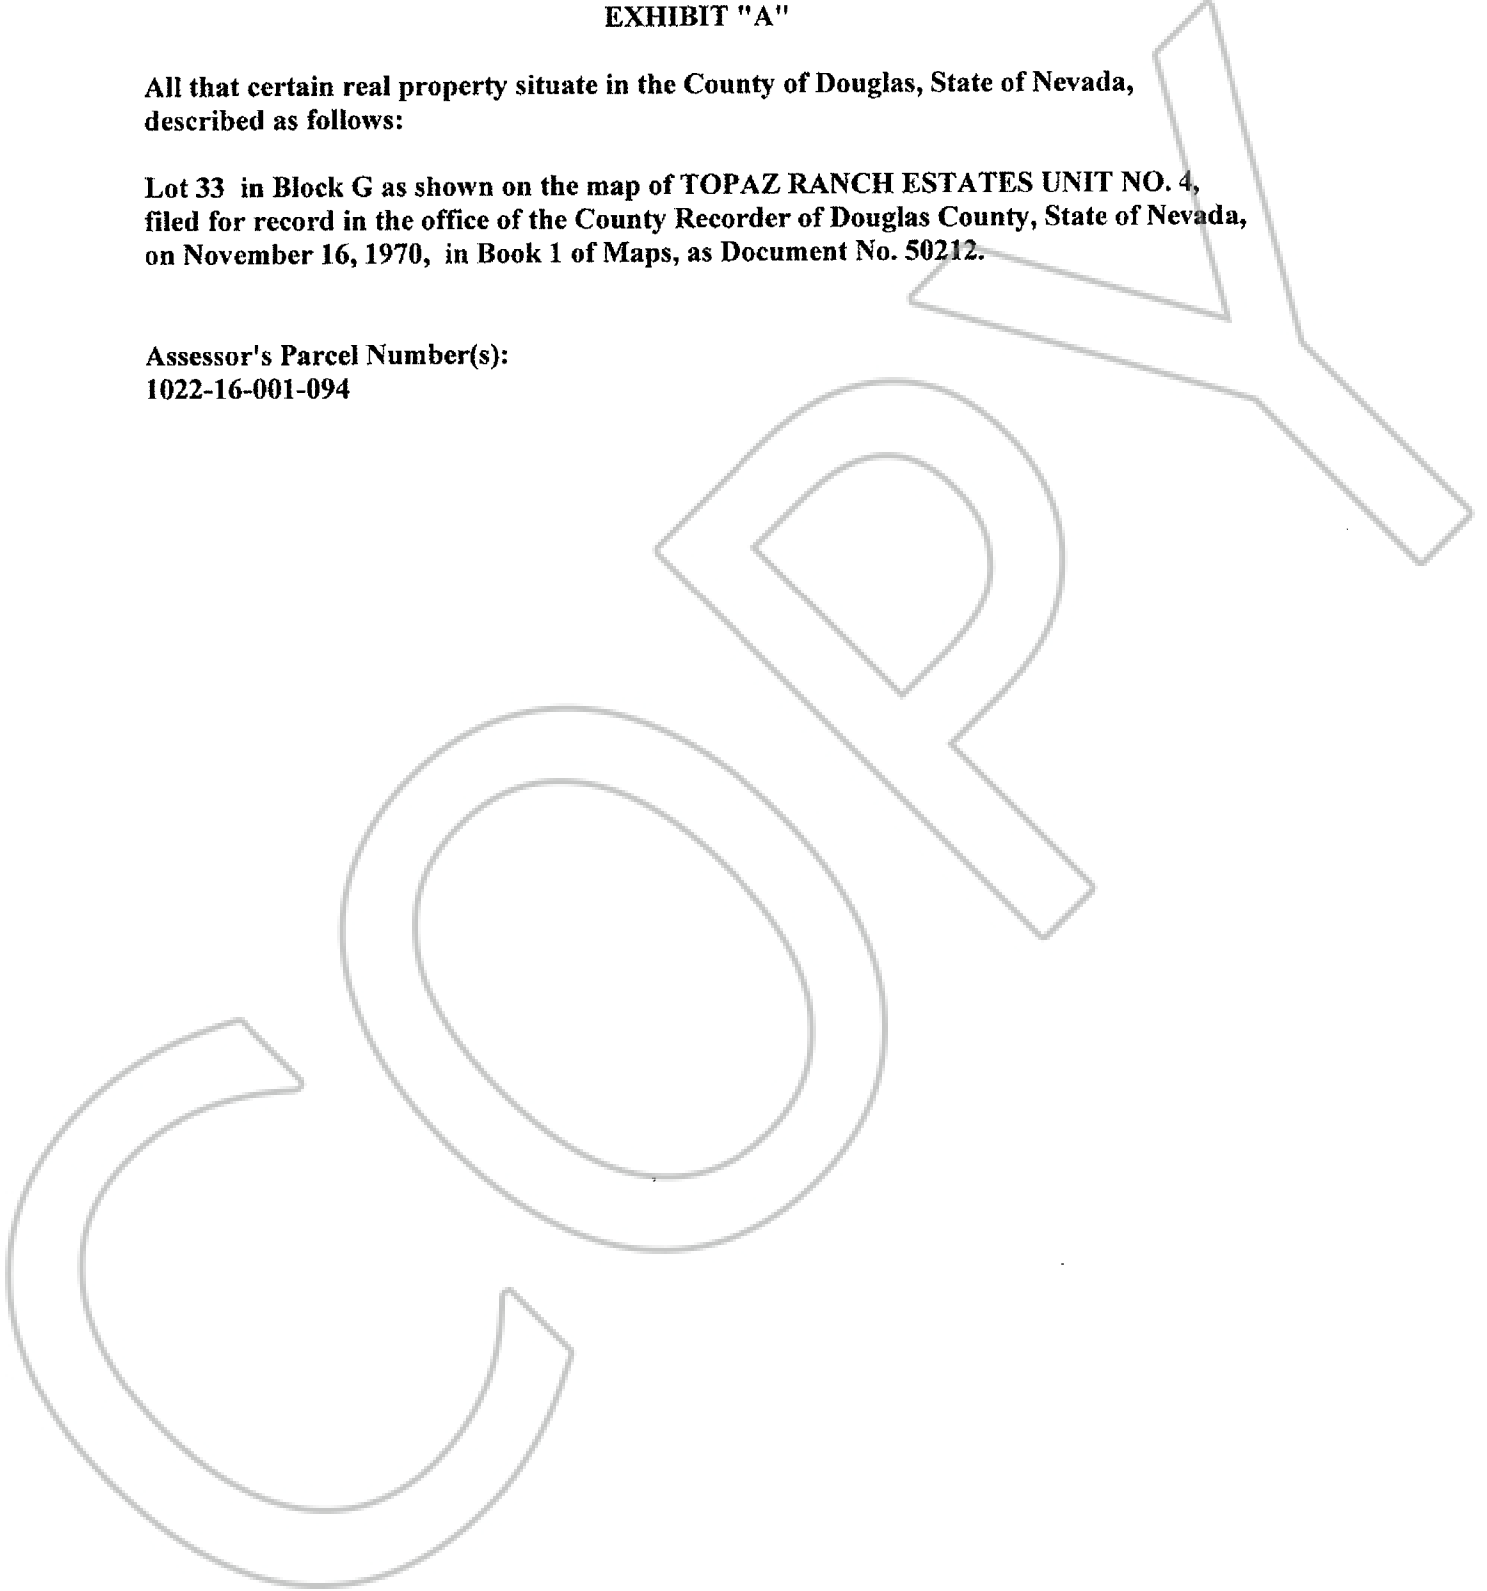 EXHIBIT "A"
All that certain real property situate in the County of Douglas, State of Nevada,
described as follows:
Lot 33  in Block G as shown on the map of TOPAZ RANCH ESTATES UNIT NO. 4,
filed for record in the office of the County Recorder of Douglas County, State of Nevada,
on November 16, 1970,  in Book 1 of Maps, as Document No. 50212.
Assessor's Parcel Number(s):
1022-16-001-094
COPY